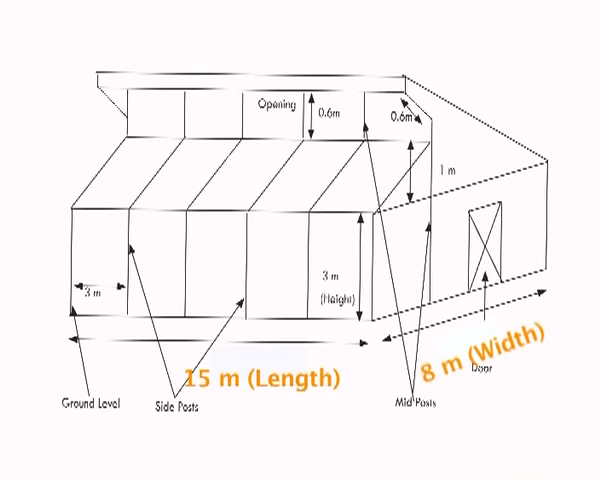 Opening
0.6m
0.6m
1 m
3 m
3 m
(Height)
15 m (Length)
8 m (Width)
Door
Ground Level
Side Posts
Mid Posts